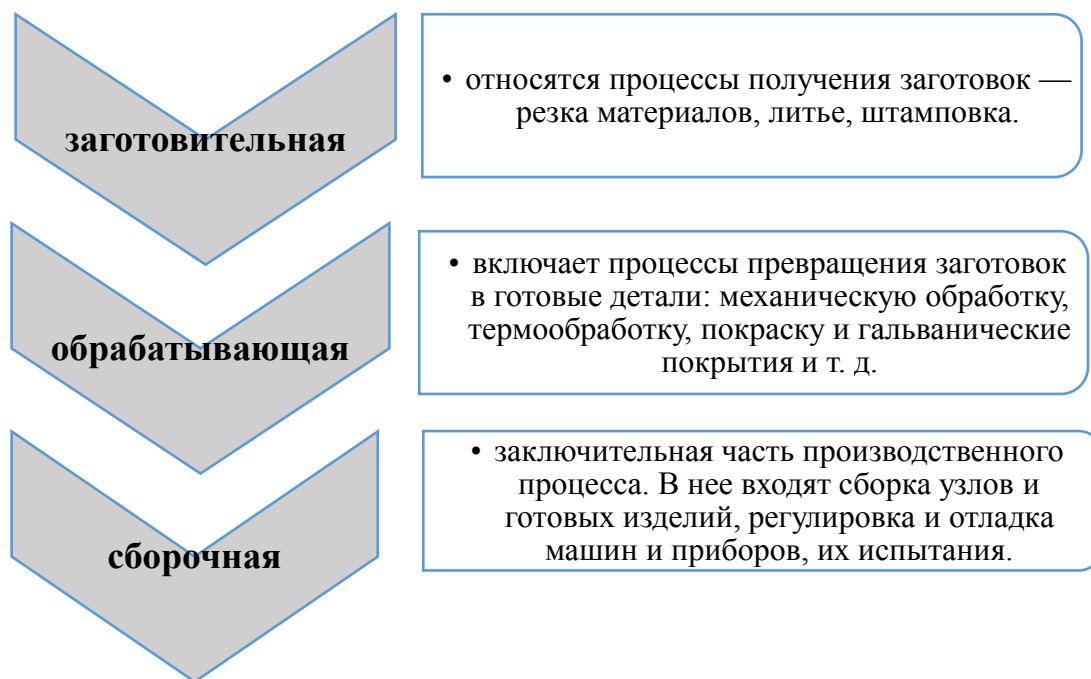 заготовительная
• относятся процессы получения заготовок —
резка материалов, литье, штамповка.
обрабатывающая
• включает процессы превращения заготовок
в готовые детали: механическую обработку,
термообработку, покраску и гальванические
покрытия и т. д.
сборочная
• заключительная часть производственного
процесса. В нее входят сборка узлов и
готовых изделий, регулировка и отладка
машин и приборов, их испытания.